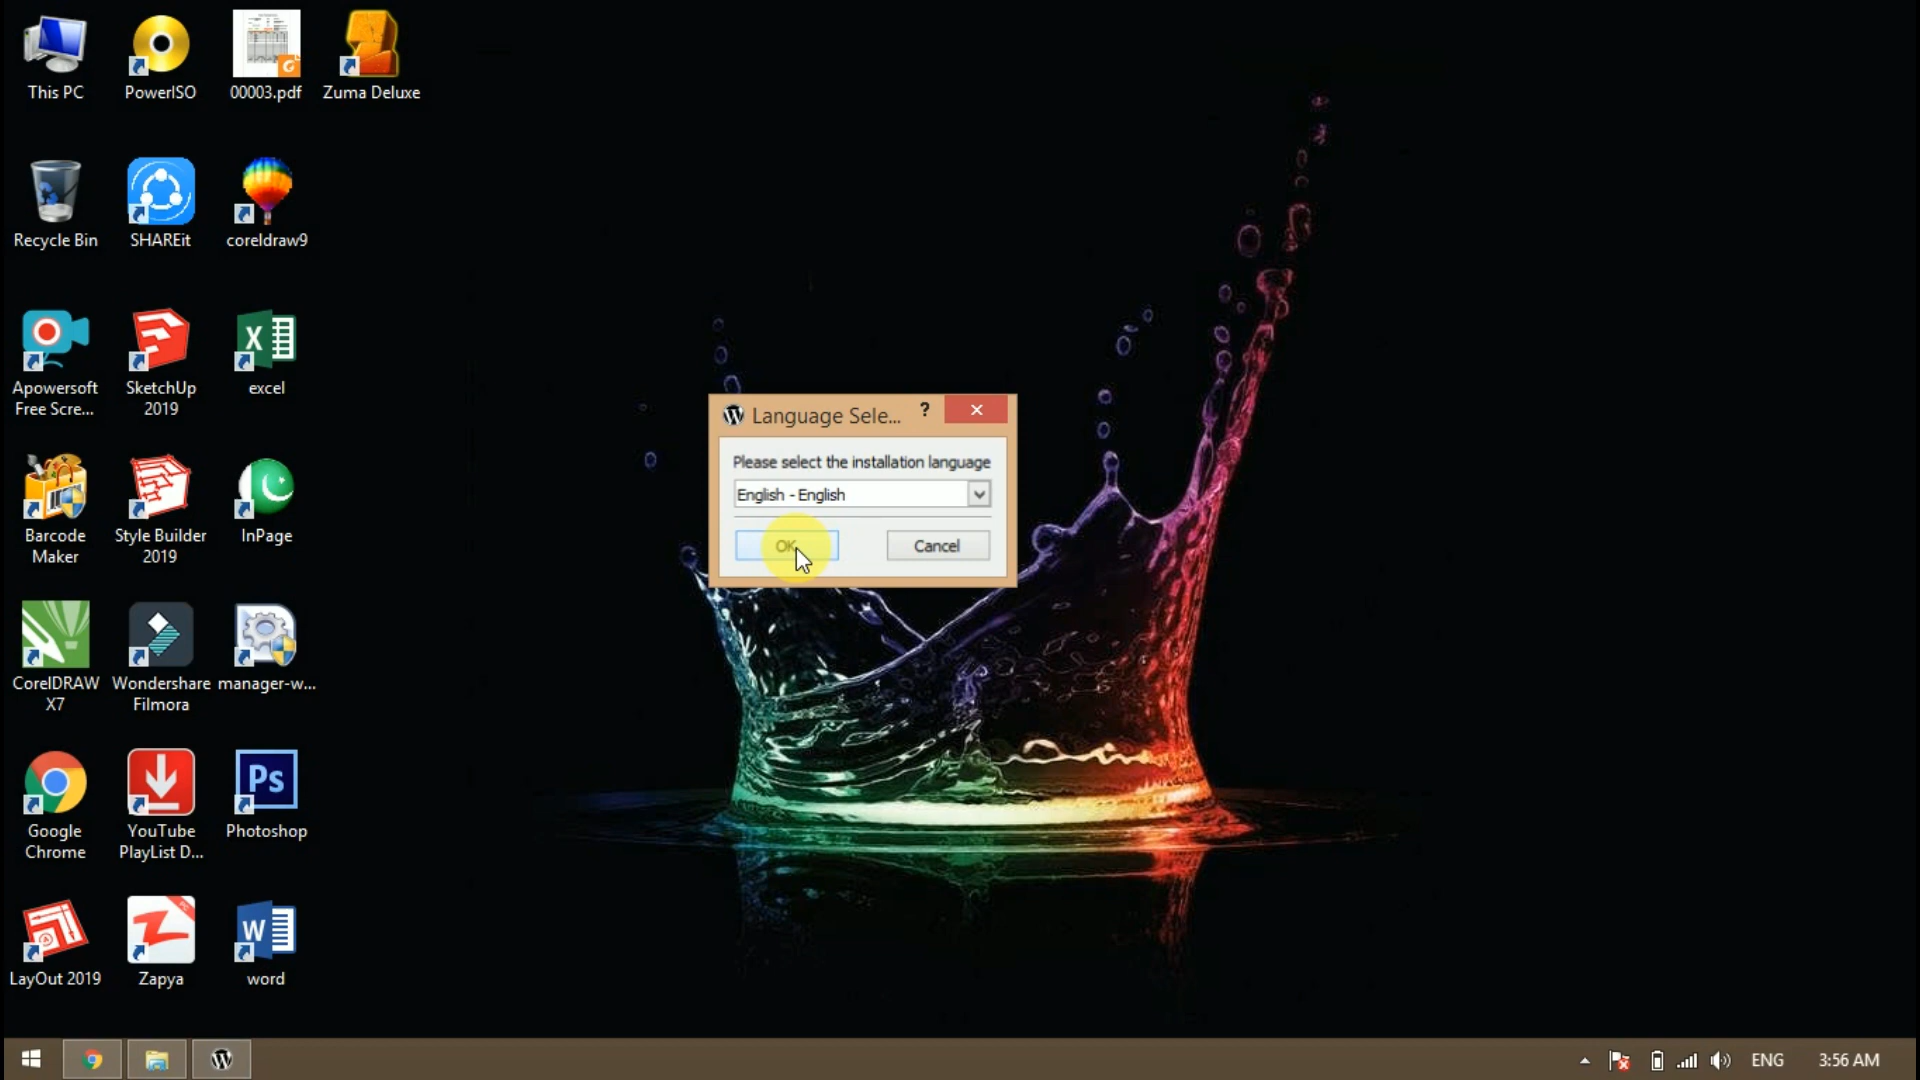 This PC
PowerISO
00003.pdf
Zuma Deluxe
Recycle Bin
SHAREit
coreldraw9
Apowersoft
Free Scre...
SketchUp
2019
excel
Barcode
Maker
Style Builder
2019
InPage
CorelDRAW
X7
Wondershare
Filmora
manager-w...
Google
Chrome
YouTube
PlayList D...
Photoshop
LayOut 2019
Zapya
word
Language Sele...
Please select the installation language
English - English
OK
Cancel
ENG
3:56 AM